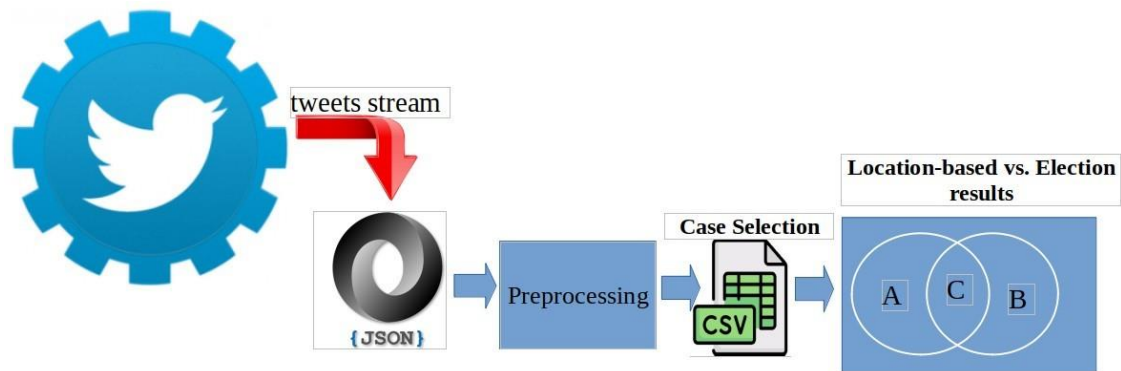 tweets stream
Location-based vs. Election
results
Case Selection
Preprocessing
{JSON}
CSV
A
C
B